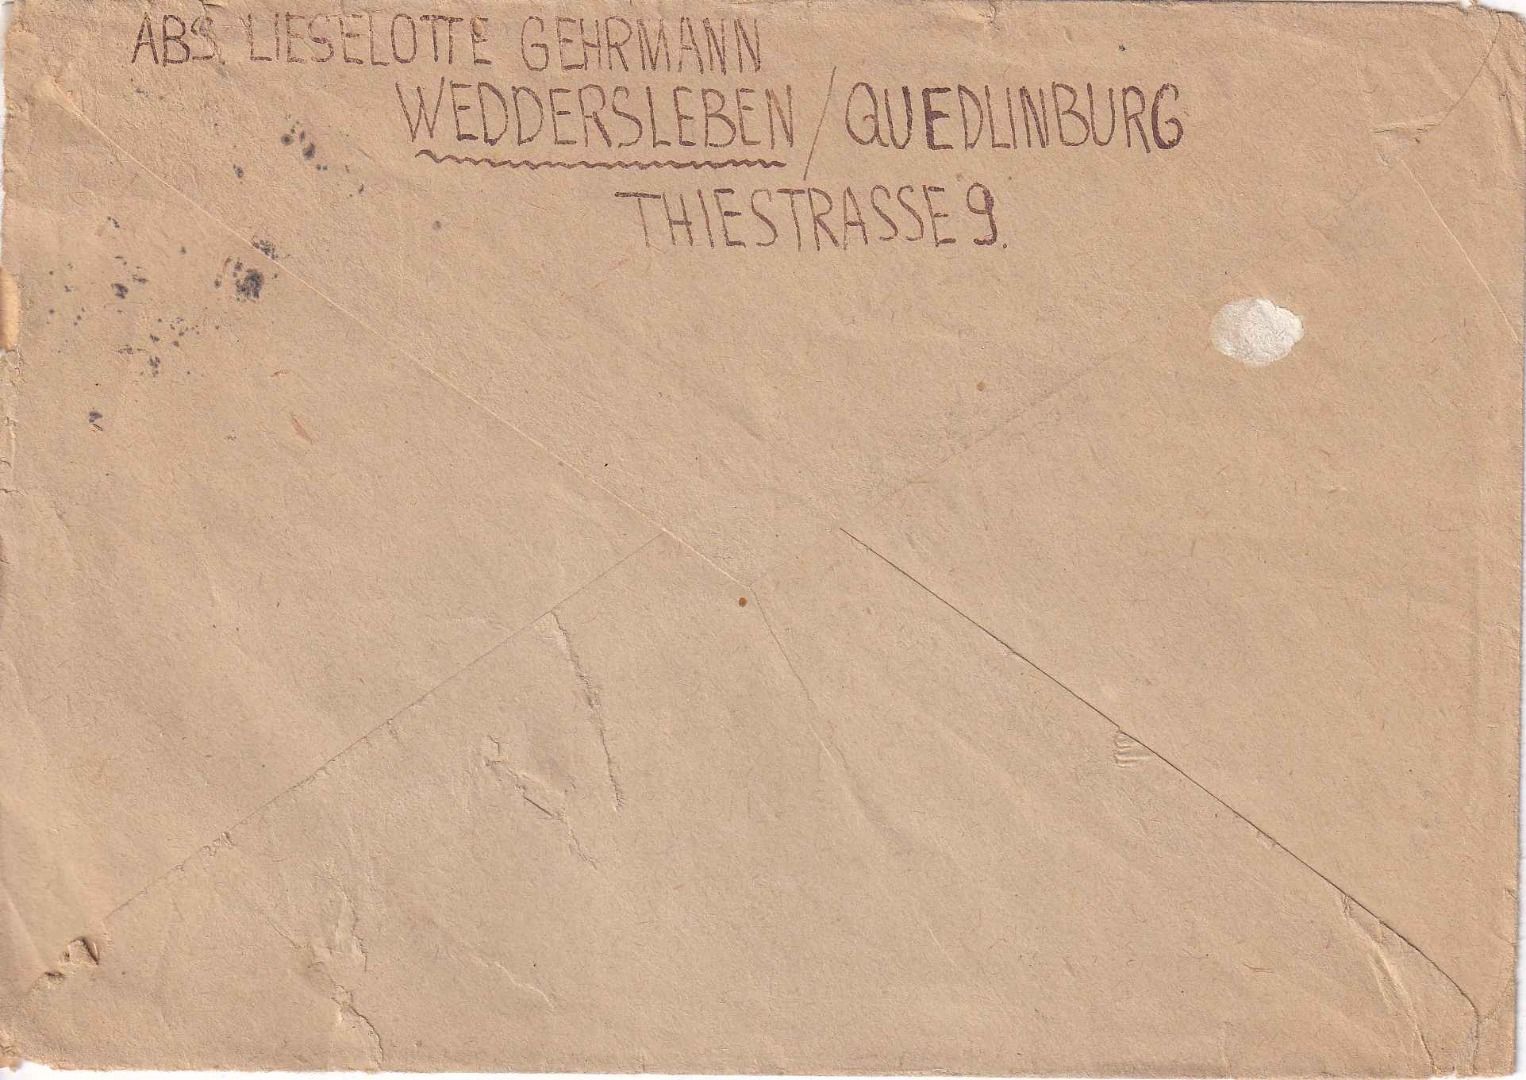 ABS. LIESELOTTE GEHRMANN
WEDDERSLEBEN / QUEDLINBURG
THIESTRASSE 9.